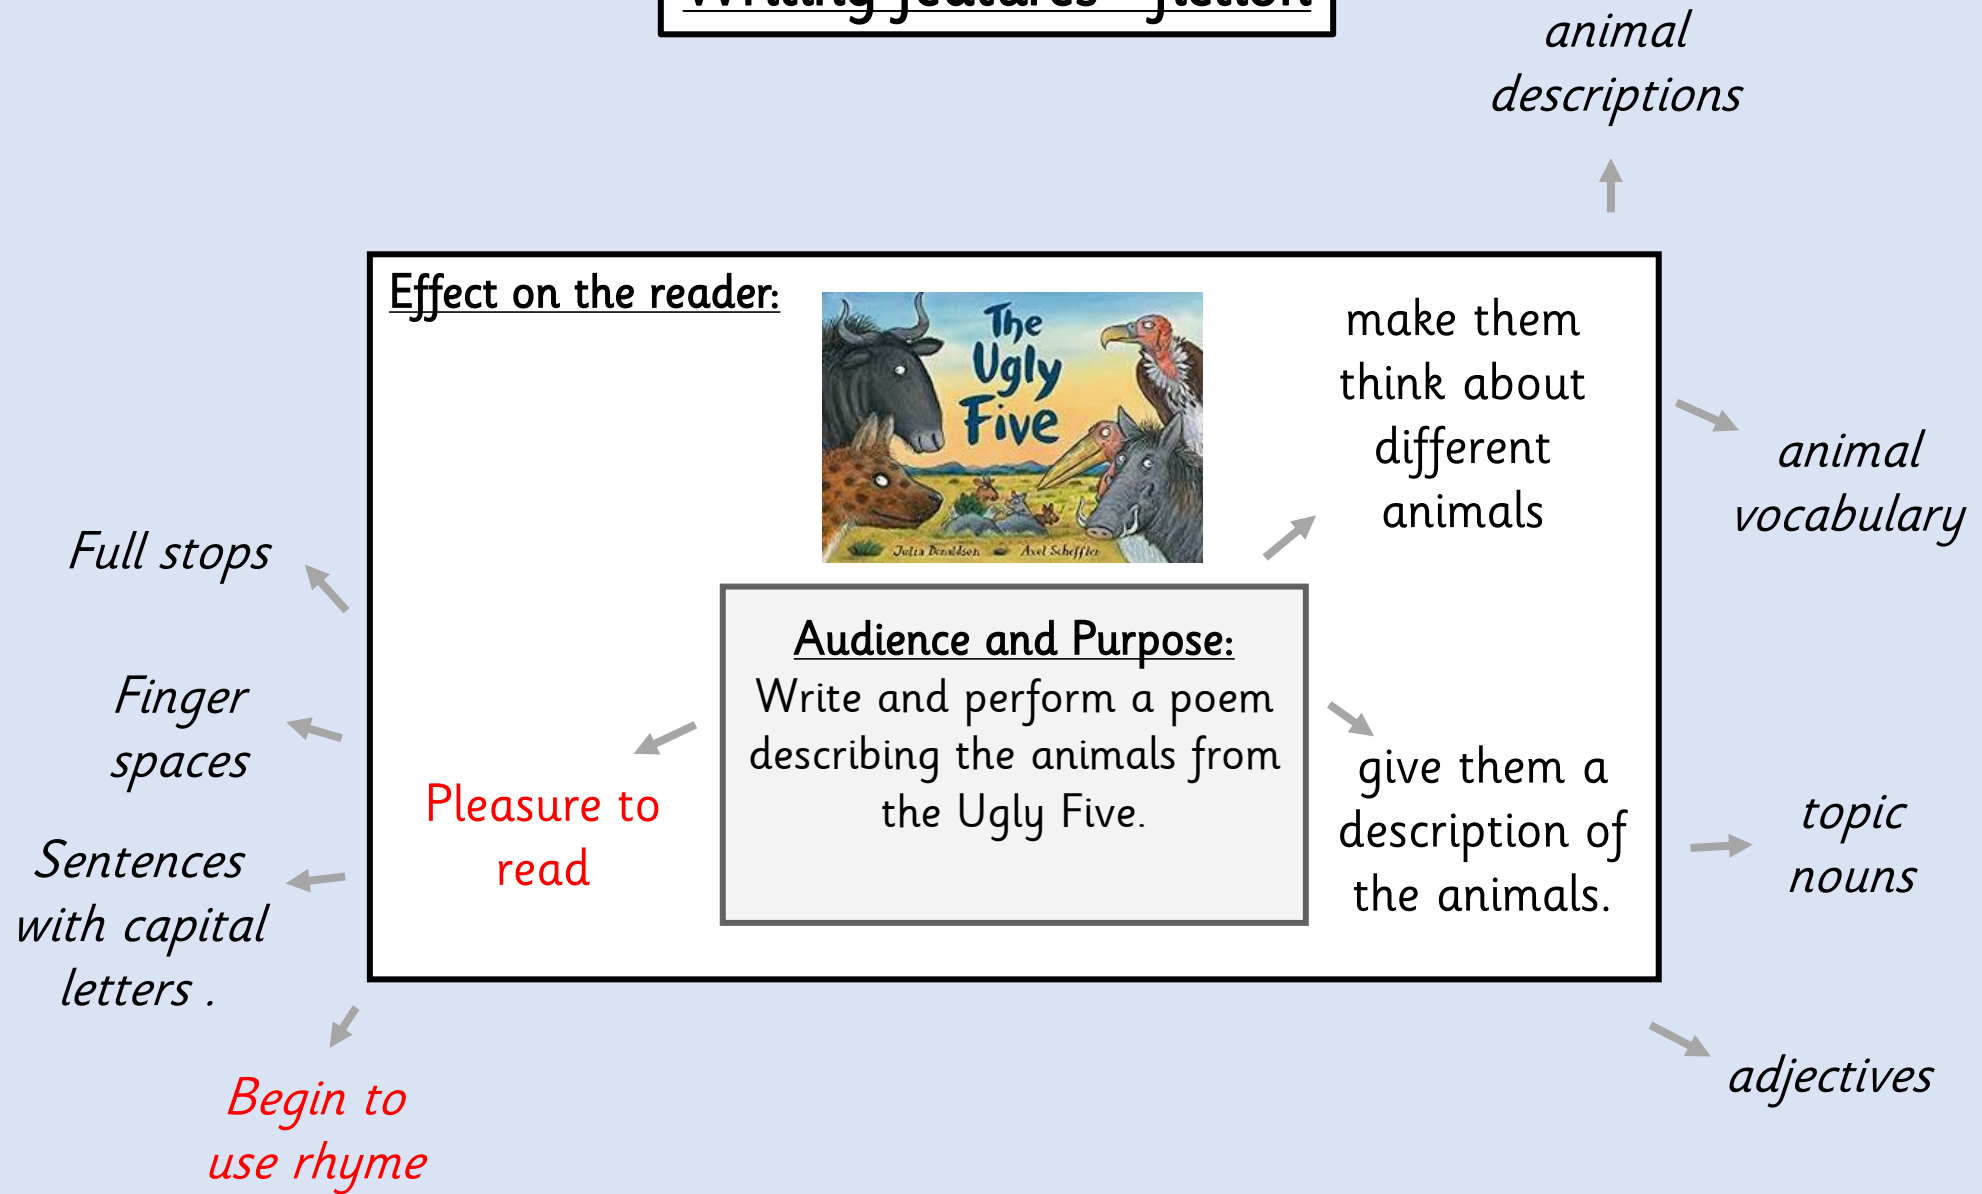 Writing features - fiction
animal
descriptions
Effect on the reader:
The
Ugly
Five
Julia Donaldson
Axel Scheffler
make them
think about
different
animals
animal
vocabulary
Full stops
Finger
spaces
Sentences
with capital
letters .
Begin to
use rhyme
Pleasure to
read
Audience and Purpose:
Write and perform a poem
describing the animals from
the Ugly Five.
give them a
description of
the animals.
topic
nouns
adjectives